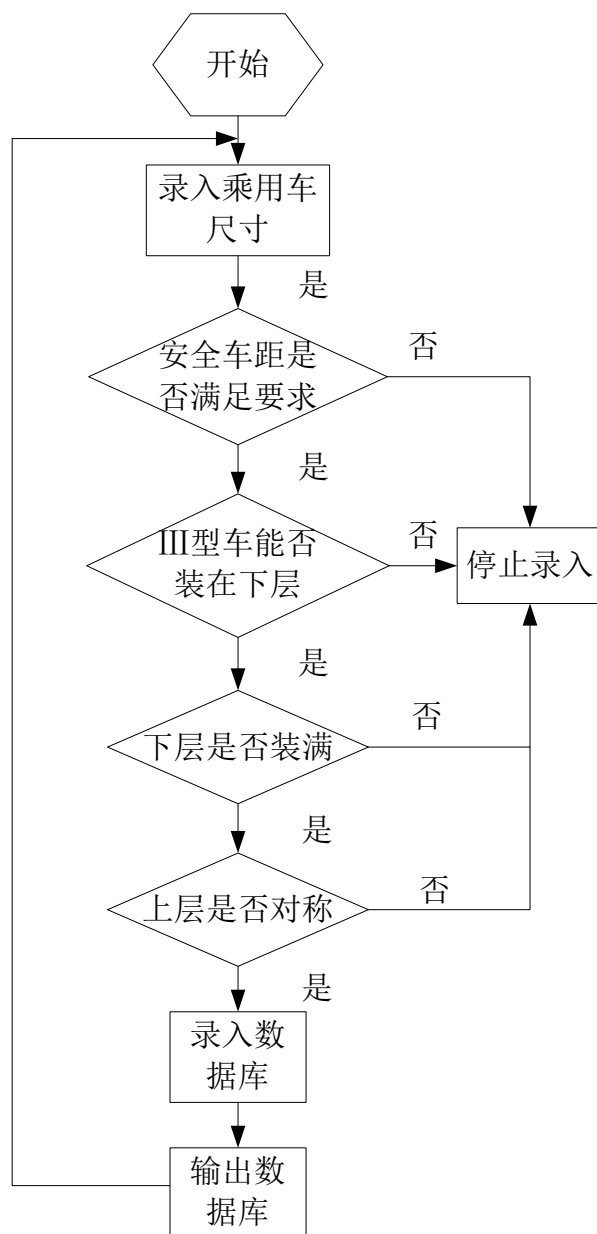 开始
录入乘用车
尺寸
是
安全车距是
否满足要求
否
是
III型车能否
装在下层
否
停止录入
是
下层是否装满
否
是
上层是否对称
否
是
录入数
据库
输出数
据库